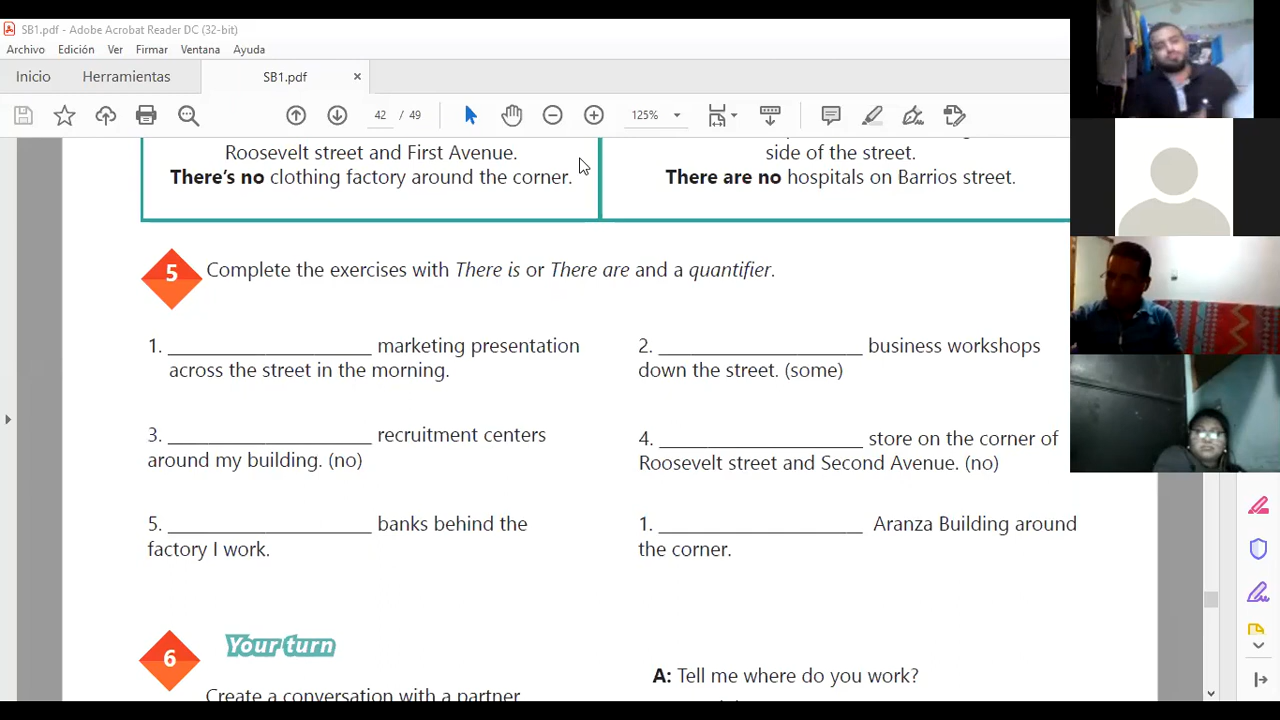 SB1.pdf - Adobe Acrobat Reader DC (32-bit)
Archivo Edición Ver Firmar Ventana Ayuda
Inicio Herramientas SB1.pdf ×
42 / 49 125%
Roosevelt street and First Avenue.
There's no clothing factory around the corner.
side of the street.
There are no hospitals on Barrios street.
5 Complete the exercises with There is or There are and a quantifier.
1. ____________________ marketing presentation
across the street in the morning.
2. ____________________ business workshops
down the street. (some)
3. ____________________ recruitment centers
around my building. (no)
4. ____________________ store on the corner of
Roosevelt street and Second Avenue. (no)
5. ____________________ banks behind the
factory I work.
1. ____________________ Aranza Building around
the corner.
6 Your turn
Create a conversation with a partner
A: Tell me where do you work?